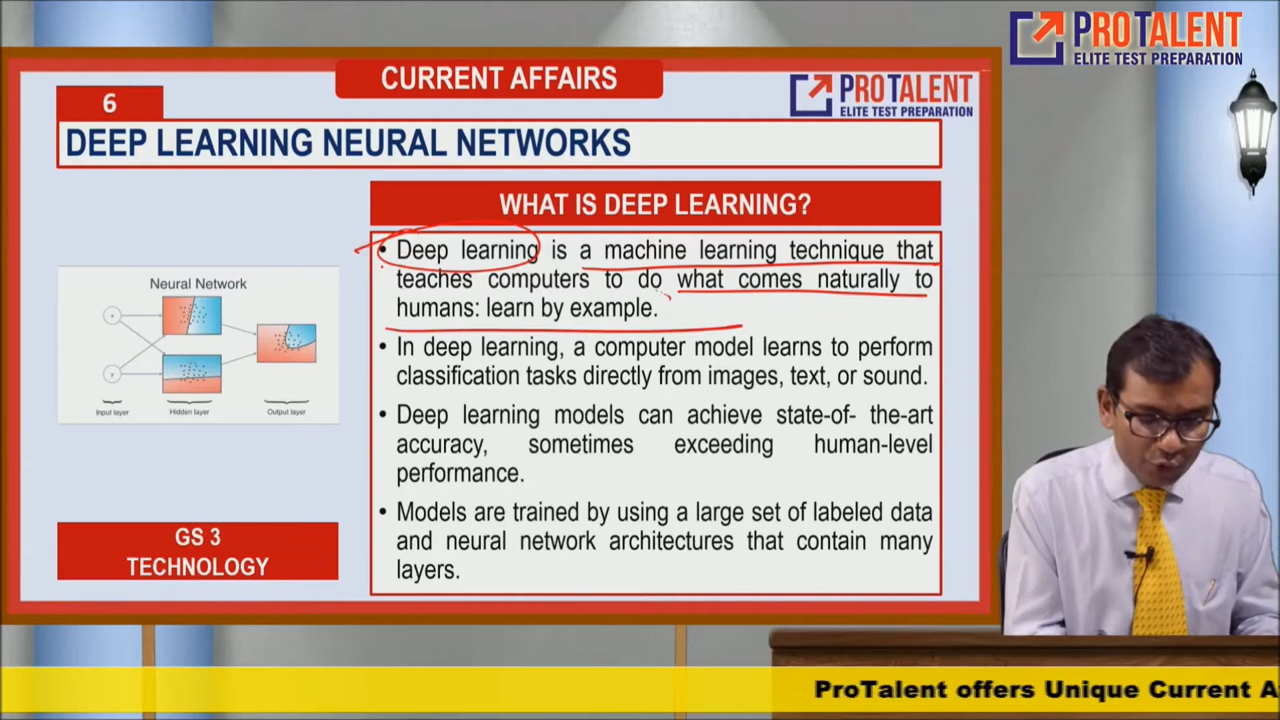 PROTALENT
ELITE TEST PREPARATION
CURRENT AFFAIRS
PROTALENT
ELITE TEST PREPARATION
6
DEEP LEARNING NEURAL NETWORKS
WHAT IS DEEP LEARNING?
• Deep learning is a machine learning technique that
teaches computers to do what comes naturally to
humans: learn by example.
• In deep learning, a computer model learns to perform
classification tasks directly from images, text, or sound.
• Deep learning models can achieve state-of- the-art
accuracy, sometimes exceeding human-level
performance.
• Models are trained by using a large set of labeled data
and neural network architectures that contain many
layers.
Neural Network
Input layer
Hidden layer
Output layer
GS 3
TECHNOLOGY
ProTalent offers Unique Current A